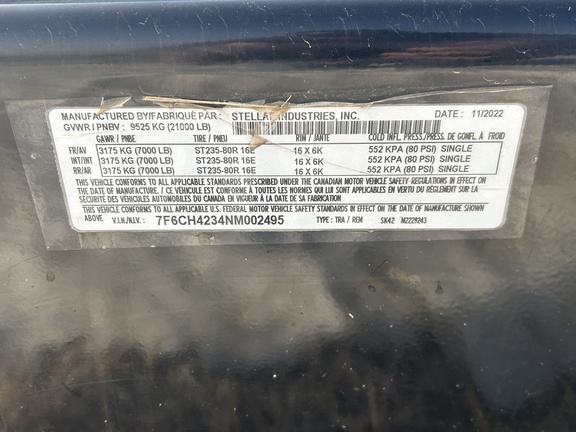 MANUFACTURED BY/FABRIQUÉ PAR : STELLAR INDUSTRIES, INC. DATE : 11/2022
GVWR / PNBV : 9525 KG (21000 LB)
GAWR / PNBE TIRE / PNEU RIM / JANTE COLD INFL. PRESS./PRESS. DE GONFL. À FROID
FR/AV 3175 KG (7000 LB) ST235-80R 16E 16 X 6K 552 KPA (80 PSI) SINGLE
INT/INT 3175 KG (7000 LB) ST235-80R 16E 16 X 6K 552 KPA (80 PSI) SINGLE
RR/AR 3175 KG (7000 LB) ST235-80R 16E 16 X 6K 552 KPA (80 PSI) SINGLE
THIS VEHICLE CONFORMS TO ALL STANDARDS PRESCRIBED UNDER THE CANADIAN MOTOR VEHICLE SAFETY REGULATIONS IN EFFECT ON
THE DATE OF MANUFACTURE. / CE VÉHICULE EST CONFORME À TOUTES LES NORMES QUI LUI SONT APPLICABLES EN VERTU DU RÈGLEMENT SUR LA
SÉCURITÉ DES VÉHICULES AUTOMOBILES DU CANADA EN VIGUEUR À LA DATE DE SA FABRICATION
THIS VEHICLE CONFORMS TO ALL APPLICABLE U.S. FEDERAL MOTOR VEHICLE SAFETY STANDARDS IN EFFECT ON THE DATE OF MANUFACTURE SHOWN
ABOVE V.I.N./N.I.V.: 7F6CH4234NM002495 TYPE : TRA / REM SK42 M2229243